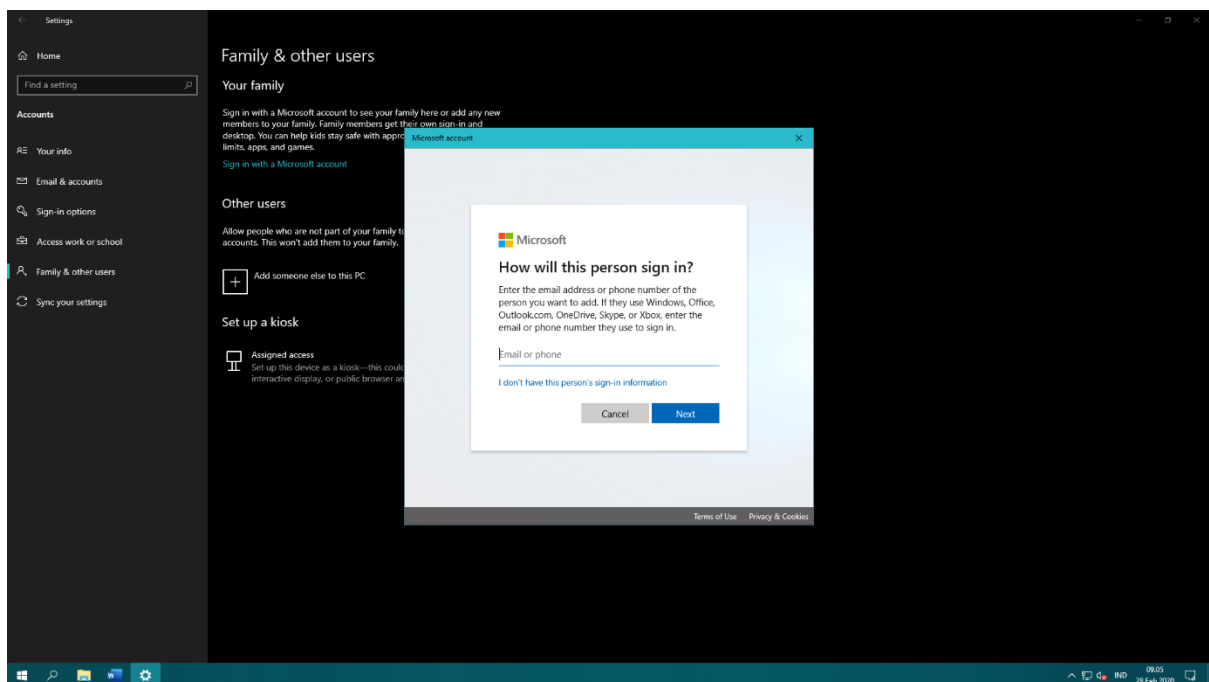 Settings
Home
Find a setting
Accounts
Your info
Email & accounts
Sign-in options
Access work or school
Family & other users
Sync your settings
Family & other users
Your family
Sign in with a Microsoft account to see your family here or add any new
members to your family. Family members get their own sign-in and
desktop. You can help kids stay safe with appro
limits, apps, and games.
Sign in with a Microsoft account
Other users
Allow people who are not part of your family to
accounts. This won't add them to your family.
Add someone else to this PC
Set up a kiosk
Assigned access
Set up this device as a kiosk—this could
interactive display, or public browser an
Microsoft account
Microsoft
How will this person sign in?
Enter the email address or phone number of the
person you want to add. If they use Windows, Office,
Outlook.com, OneDrive, Skype, or Xbox, enter the
email or phone number they use to sign in.
Email or phone
I don't have this person's sign-in information
Cancel Next
Terms of Use Privacy & Cookies
IND
09.05
28 Feb 2020